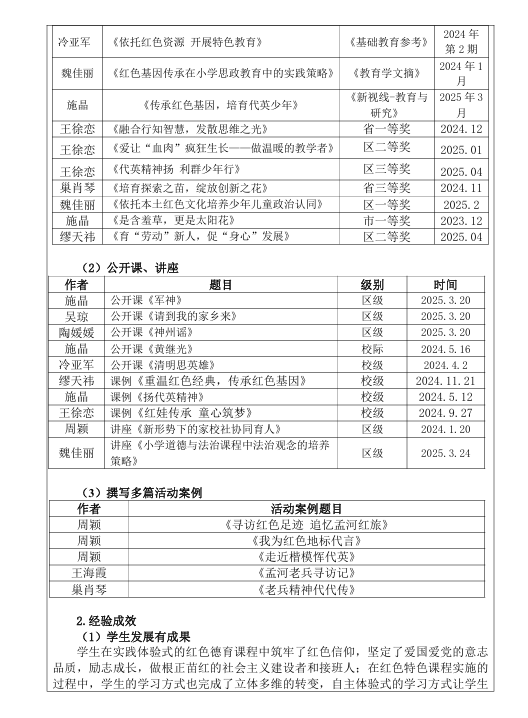 冷亚军 《依托红色资源 开展特色教育》 《基础教育参考》 2024 年
第 2 期
魏佳丽 《红色基因传承在小学思政教育中的实践策略》 《教育学文摘》 2024 年 1
月
施晶 《传承红色基因，培育代英少年》 《新视线-教育与
研究》 2025 年 3
月
王徐恋 《融合行知智慧，发散思维之光》 省一等奖 2024.12
王徐恋 《爱让“血肉”疯狂生长——做温暖的教学者》 区二等奖 2025.01
王徐恋 《代英精神扬 利群少年行》 区三等奖 2025.04
巢肖琴 《培育探索之苗，绽放创新之花》 省三等奖 2024.11
魏佳丽 《依托本土红色文化培养少年儿童政治认同》 区一等奖 2025.2
施晶 《是含羞草，更是太阳花》 市一等奖 2023.12
缪天祎 《育“劳动”新人，促“身心”发展》 区二等奖 2025.04
（2）公开课、讲座
作者 题目 级别 时间
施晶 公开课《军神》 区级 2025.3.20
吴琼 公开课《请到我的家乡来》 区级 2025.3.20
陶媛媛 公开课《神州谣》 区级 2025.3.20
施晶 公开课《黄继光》 校际 2024.5.16
冷亚军 公开课《清明思英雄》 校级 2024.4.2
缪天祎 课例《重温红色经典，传承红色基因》 校级 2024.11.21
施晶 课例《扬代英精神》 校级 2024.5.12
王徐恋 课例《红娃传承 童心筑梦》 校级 2024.9.27
周颖 讲座《新形势下的家校社协同育人》 区级 2024.1.20
魏佳丽 讲座《小学道德与法治课程中法治观念的培养
策略》 区级 2025.3.24
（3）撰写多篇活动案例
作者 活动案例题目
周颖 《寻访红色足迹 追忆孟河红旅》
周颖 《我为红色地标代言》
周颖 《走近楷模恽代英》
王海霞 《孟河老兵寻访记》
巢肖琴 《老兵精神代代传》
2.经验成效
（1）学生发展有成果
学生在实践体验式的红色德育课程中筑牢了红色信仰，坚定了爱国爱党的意志
品质，励志成长，做根正苗红的社会主义建设者和接班人；在红色特色课程实施的
过程中，学生的学习方式也完成了立体多维的转变，自主体验式的学习方式让学生